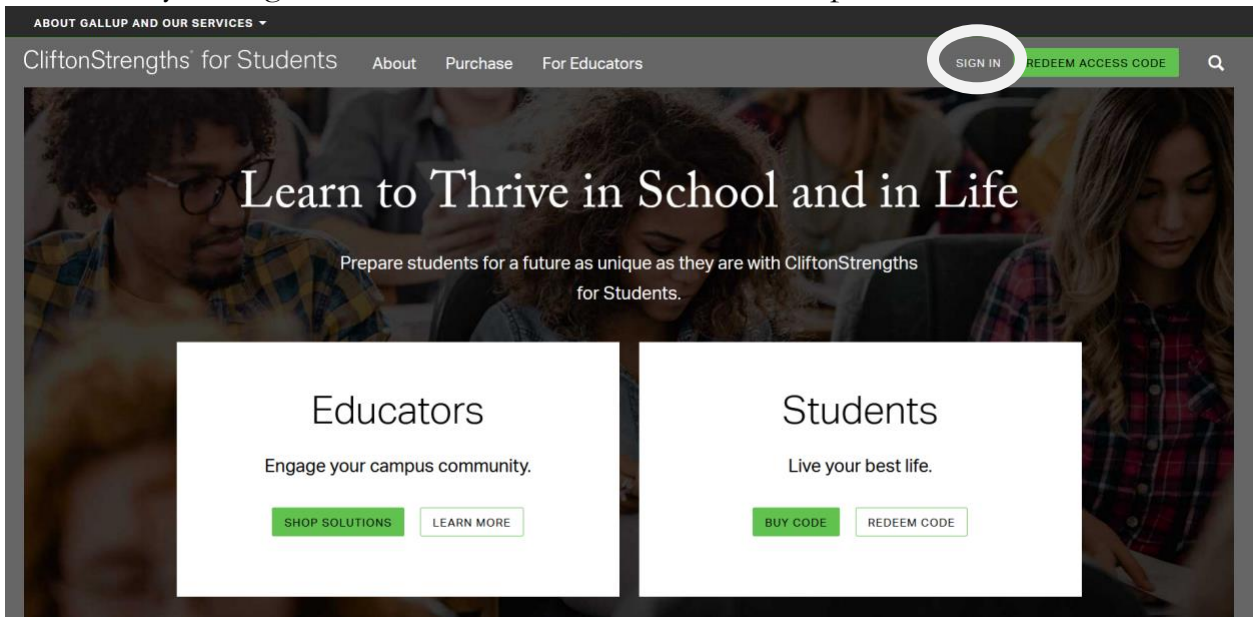 ABOUT GALLUP AND OUR SERVICES
CliftonStrengths® for Students About Purchase For Educators SIGN IN REDEEM ACCESS CODE
Learn to Thrive in School and in Life
Prepare students for a future as unique as they are with CliftonStrengths
for Students.
Educators
Engage your campus community.
SHOP SOLUTIONS LEARN MORE
Students
Live your best life.
BUY CODE REDEEM CODE